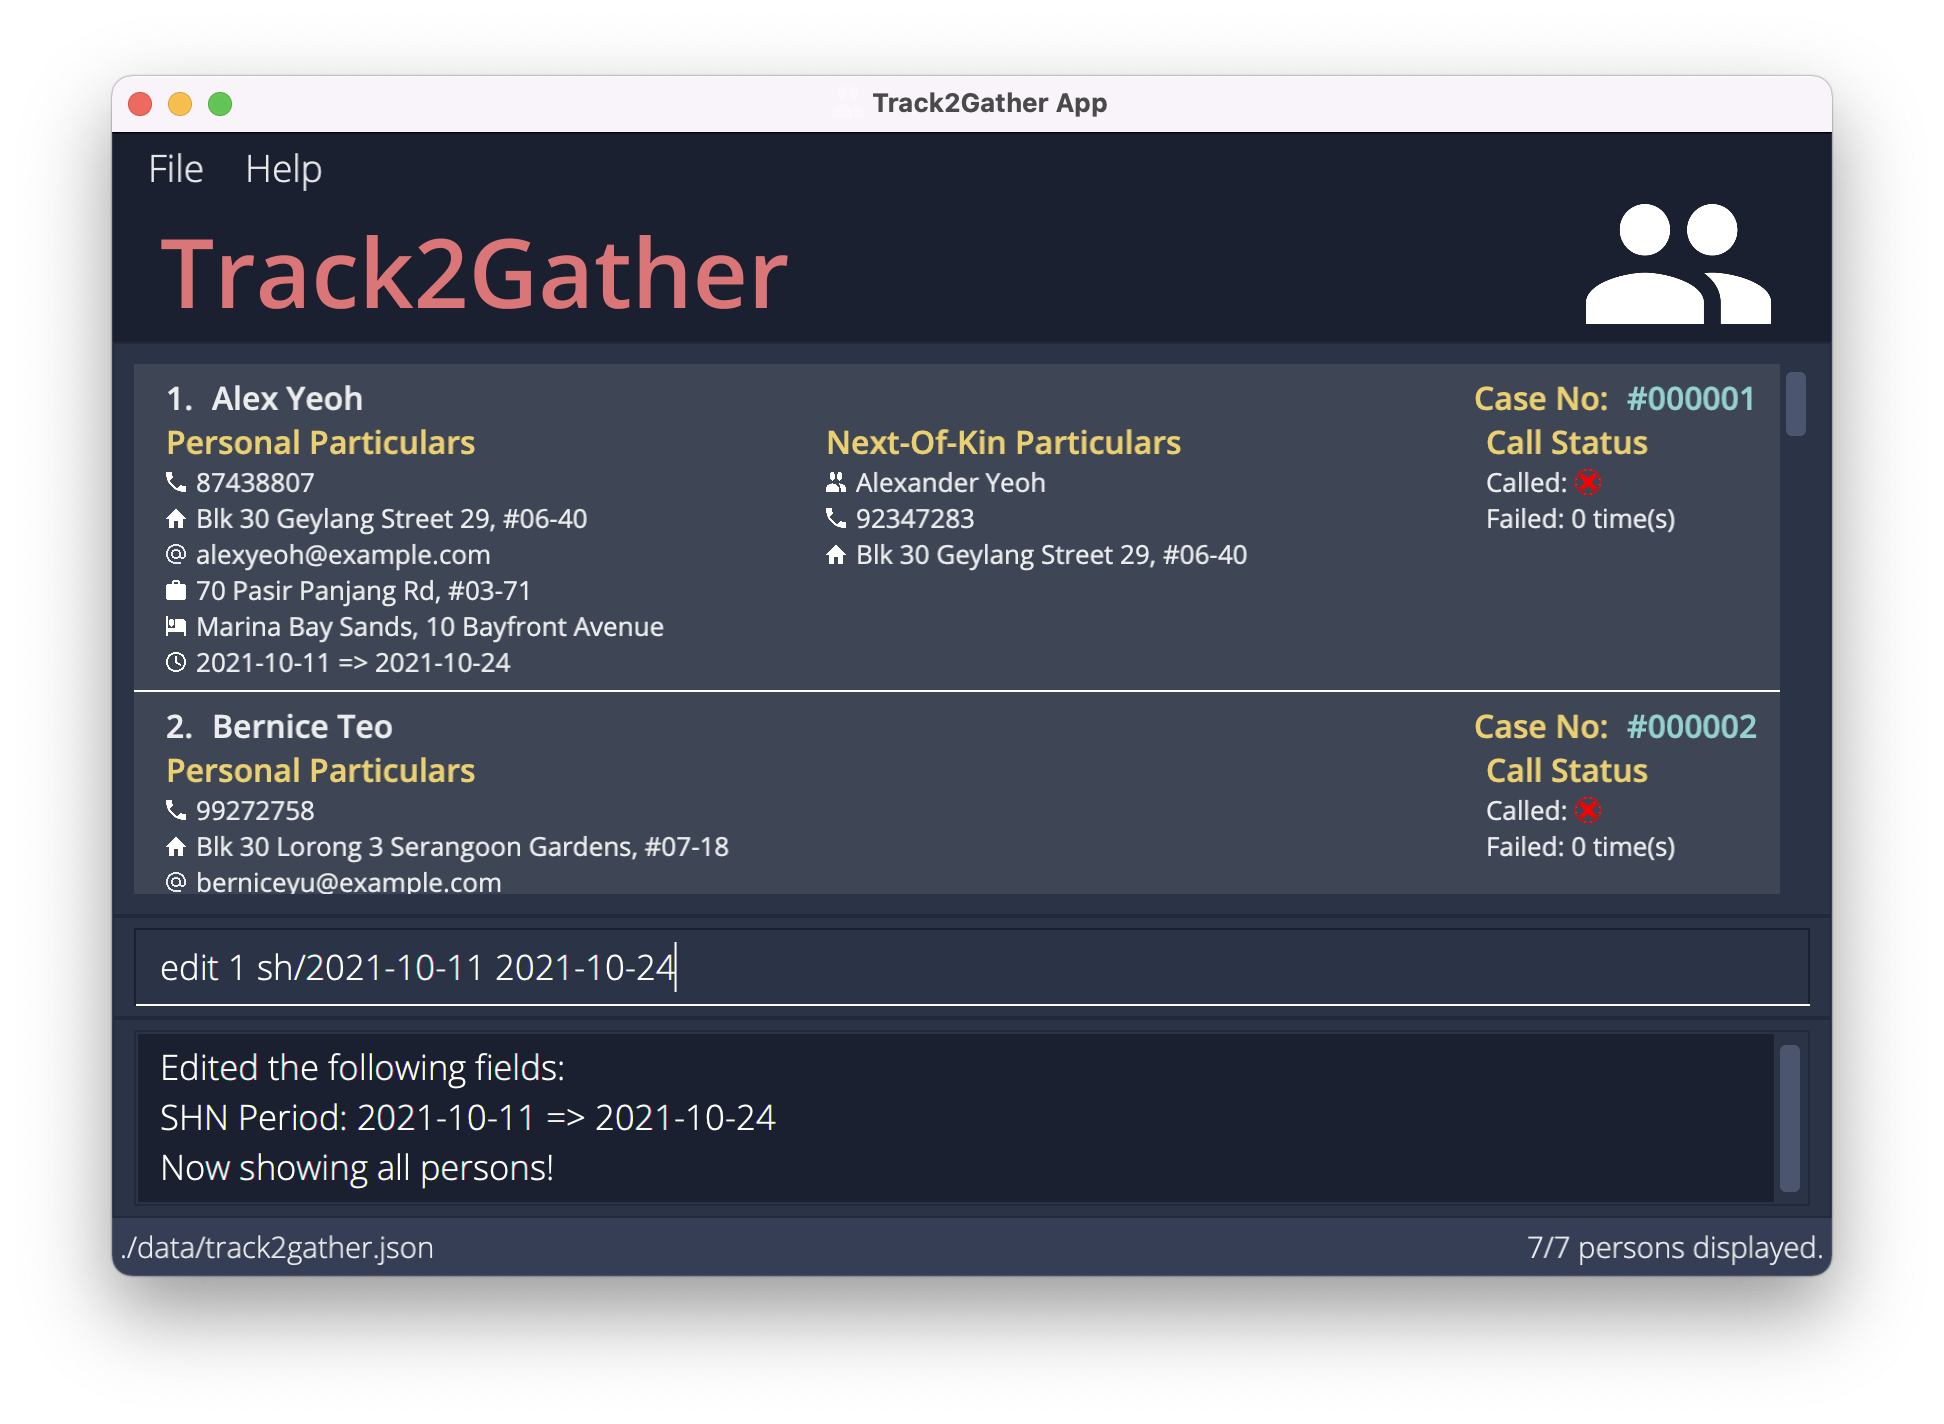 Track2Gather App
File Help
Track2Gather
1. Alex Yeoh
Case No: #000001
Personal Particulars
87438807
Blk 30 Geylang Street 29, #06-40
@ alexyeoh@example.com
70 Pasir Panjang Rd, #03-71
Marina Bay Sands, 10 Bayfront Avenue
2021-10-11 => 2021-10-24
Next-Of-Kin Particulars
Alexander Yeoh
92347283
Blk 30 Geylang Street 29, #06-40
Call Status
Called:
Failed: 0 time(s)
2. Bernice Teo
Case No: #000002
Personal Particulars
99272758
Blk 30 Lorong 3 Serangoon Gardens, #07-18
@ berniceyu@example.com
Call Status
Called:
Failed: 0 time(s)
edit 1 sh/2021-10-11 2021-10-24
Edited the following fields:
SHN Period: 2021-10-11 => 2021-10-24
Now showing all persons!
./data/track2gather.json
7/7 persons displayed.